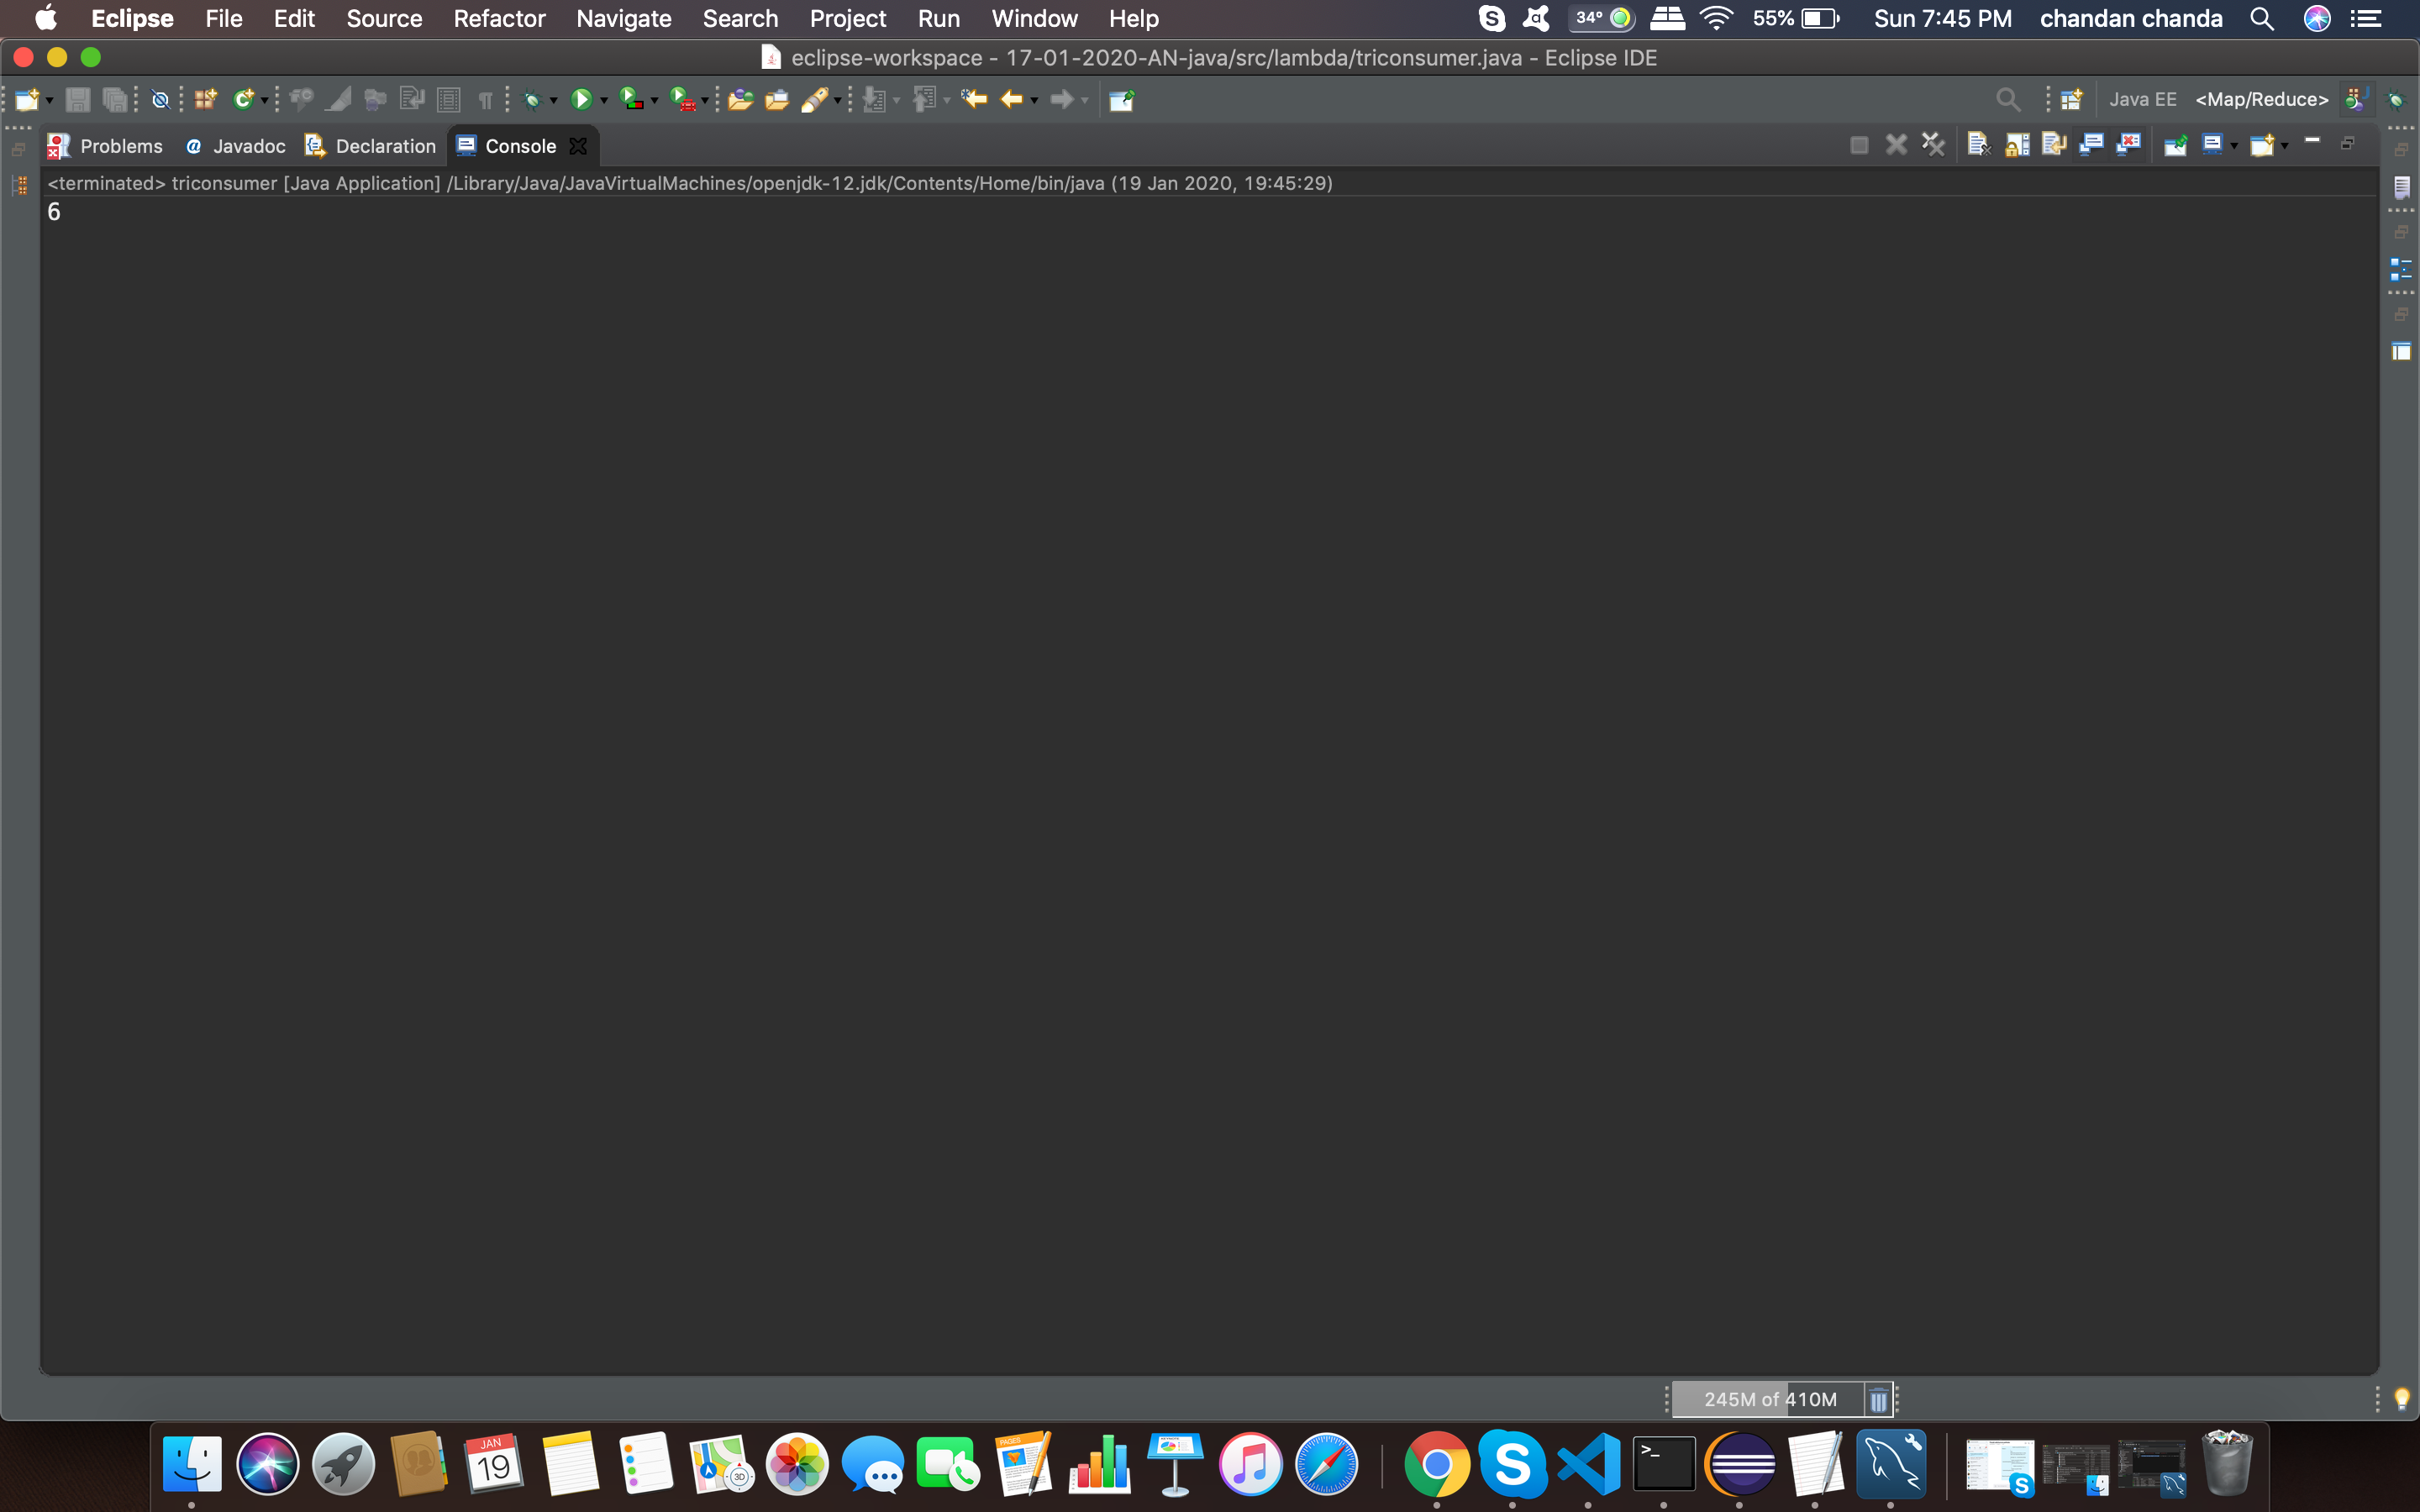 Eclipse File Edit Source Refactor Navigate Search Project Run Window Help 34° 55% Sun 7:45 PM chandan chanda
eclipse-workspace - 17-01-2020-AN-java/src/lambda/triconsumer.java - Eclipse IDE
Java EE <Map/Reduce>
Problems @ Javadoc Declaration Console
<terminated> triconsumer [Java Application] /Library/Java/JavaVirtualMachines/openjdk-12.jdk/Contents/Home/bin/java (19 Jan 2020, 19:45:29)
6
245M of 410M
JAN
19
3D
PAGES
S
>_
S